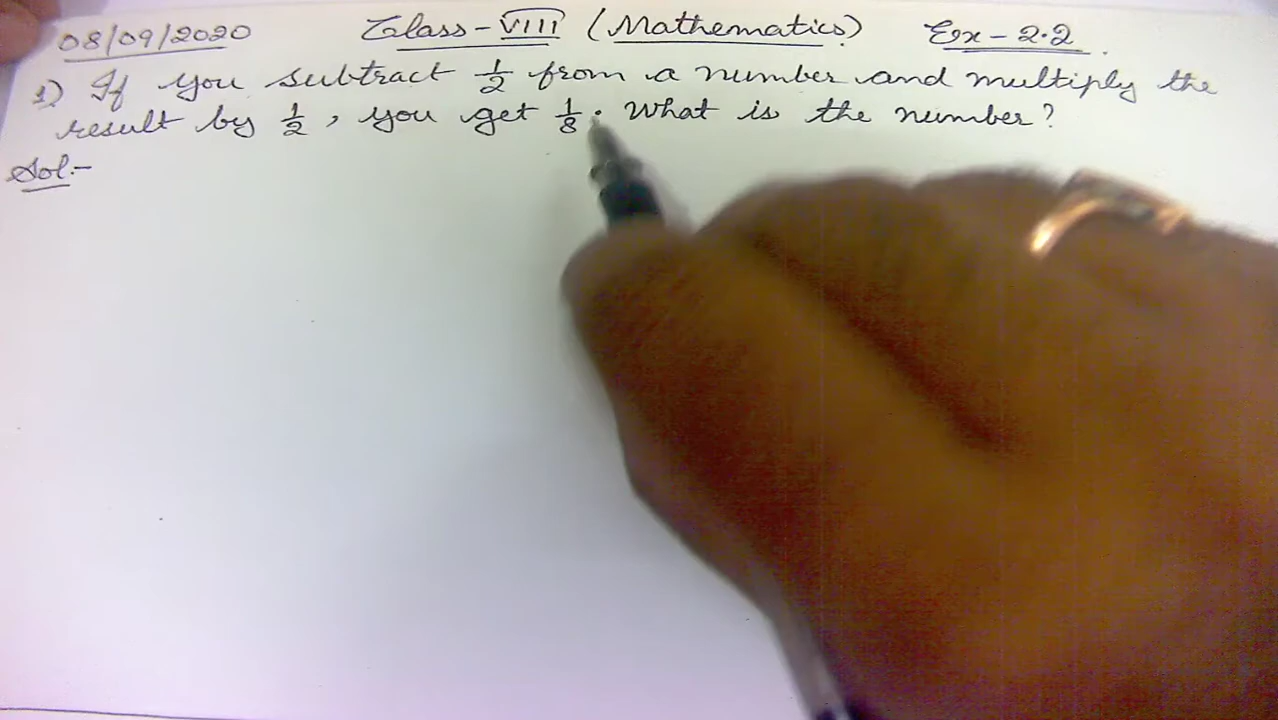 08/09/2020 Class-VIII (Mathematics) Ex-2.2
1) If you subtract 1/2 from a number and multiply the
result by 1/2, you get 1/8. What is the number?
Sol:-